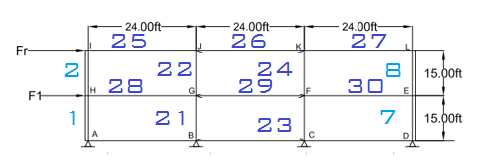 24.00ft 24.00ft 24.00ft
Fr I 25 J 26 K 27 L
2 22 24 8 15.00ft
F1 H 28 G 29 F 30 E
1 21 23 7 15.00ft
A B C D